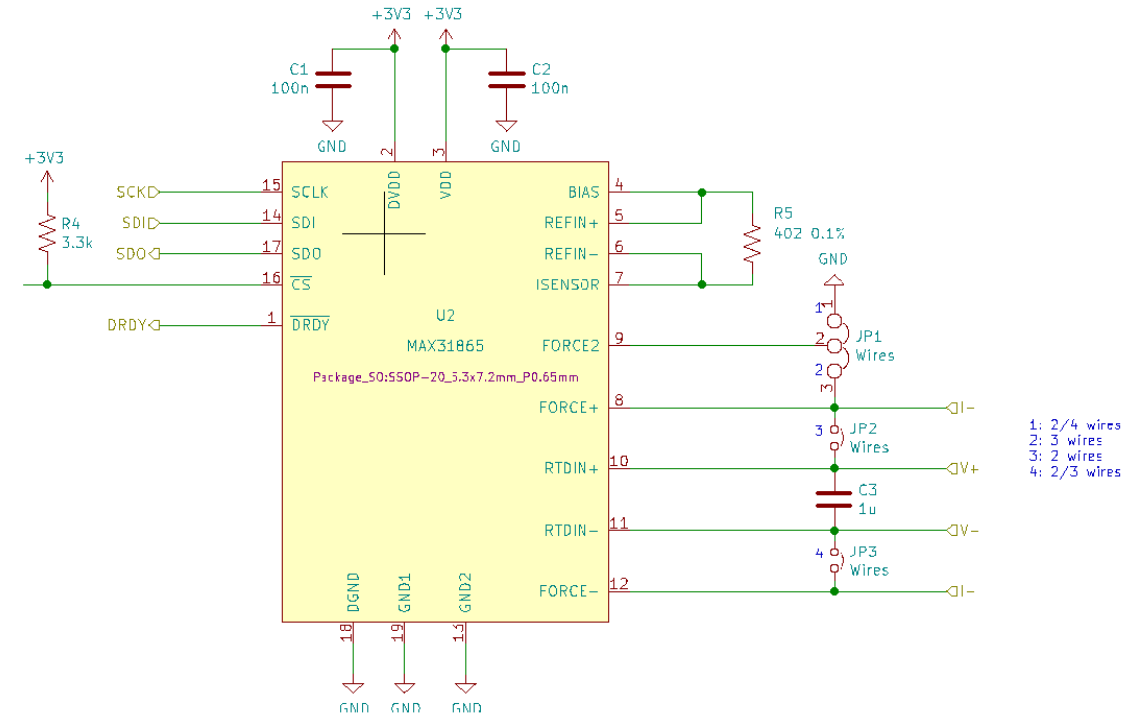 +3V3 +3V3
C1
100n
C2
100n
GND
GND
2
3
+3V3
R4
3.3k
SCK
SDI
SDO
DRDY
15 SCLK
14 SDI
17 SDO
16 CS
1 DRDY
DVDD
VDD
U2
MAX31865
Package_SO:SSOP-20_5.3x7.2mm_P0.65mm
BIAS 4
REFIN+ 5
REFIN- 6
ISENSOR 7
FORCE2 9
FORCE+ 8
RTDIN+ 10
RTDIN- 11
FORCE- 12
R5
402 0.1%
GND
1 1
2
2 3
JP1
Wires
I-
3 JP2
Wires
V+
C3
1u
V-
4 JP3
Wires
I-
1: 2/4 wires
2: 3 wires
3: 2 wires
4: 2/3 wires
DGND
GND1
GND2
18
19
13
GND GND GND